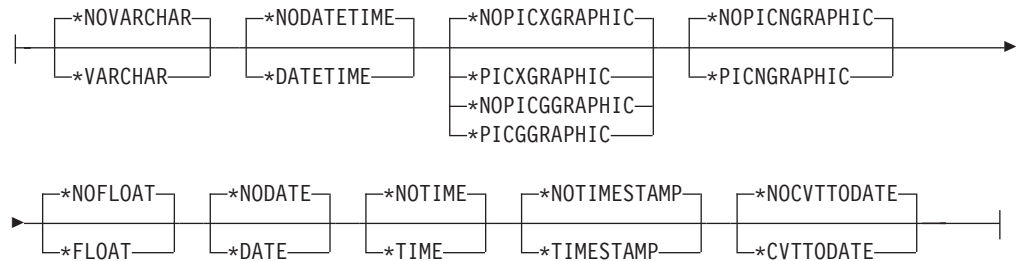 *NOVARCHAR *NODATETIME *NOPICXGRAPHIC *NOPICNGRAPHIC
*VARCHAR *DATETIME *PICXGRAPHIC *PICNGRAPHIC
*NOPICGGRAPHIC
*PICGGRAPHIC
*NOFLOAT *NODATE *NOTIME *NOTIMESTAMP *NOCVTTODATE
*FLOAT *DATE *TIME *TIMESTAMP *CVTTODATE